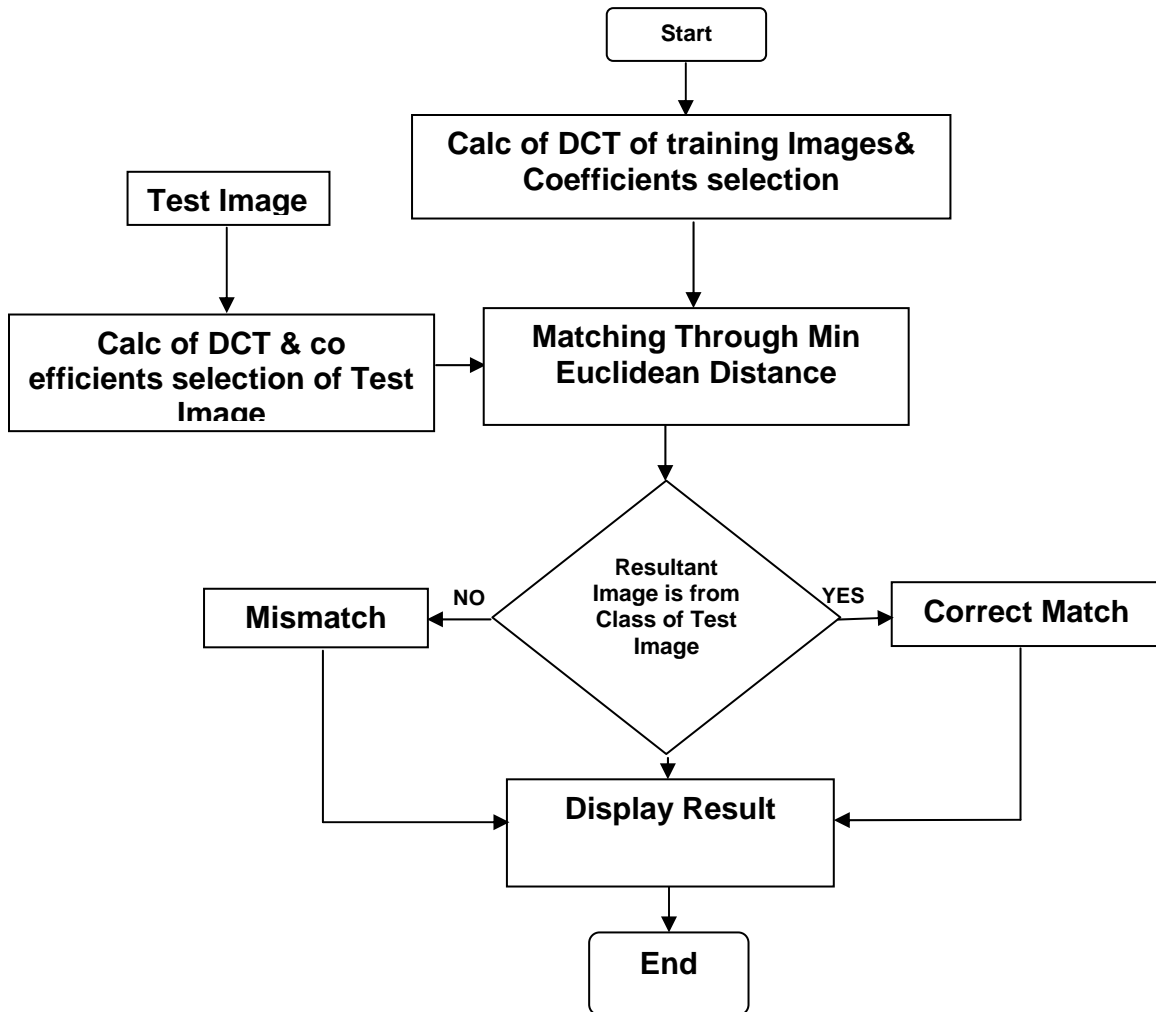 Start
Calc of DCT of training Images&
Coefficients selection
Test Image
Calc of DCT & co
efficients selection of Test
Image
Matching Through Min
Euclidean Distance
Resultant
Image is from
Class of Test
Image
NO
YES
Mismatch
Correct Match
Display Result
End